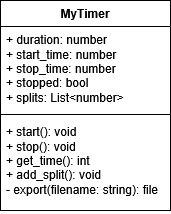 MyTimer
+ duration: number
+ start_time: number
+ stop_time: number
+ stopped: bool
+ splits: List<number>
+ start(): void
+ stop(): void
+ get_time(): int
+ add_split(): void
- export(filename: string): file